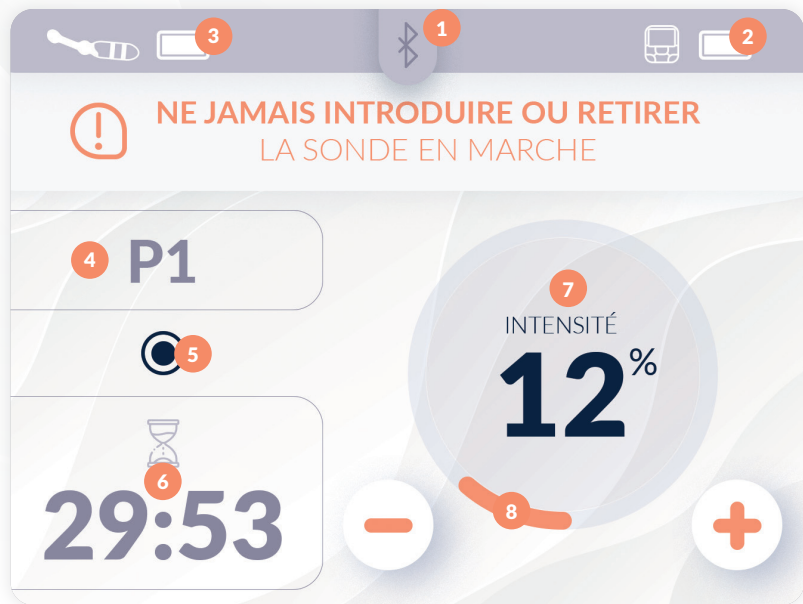 3
1
2
NE JAMAIS INTRODUIRE OU RETIRER
LA SONDE EN MARCHE
4 P1
5
6
29:53
7
INTENSITÉ
12%
8